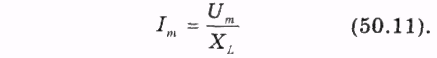 I_m = U_m / X_L (50.11).